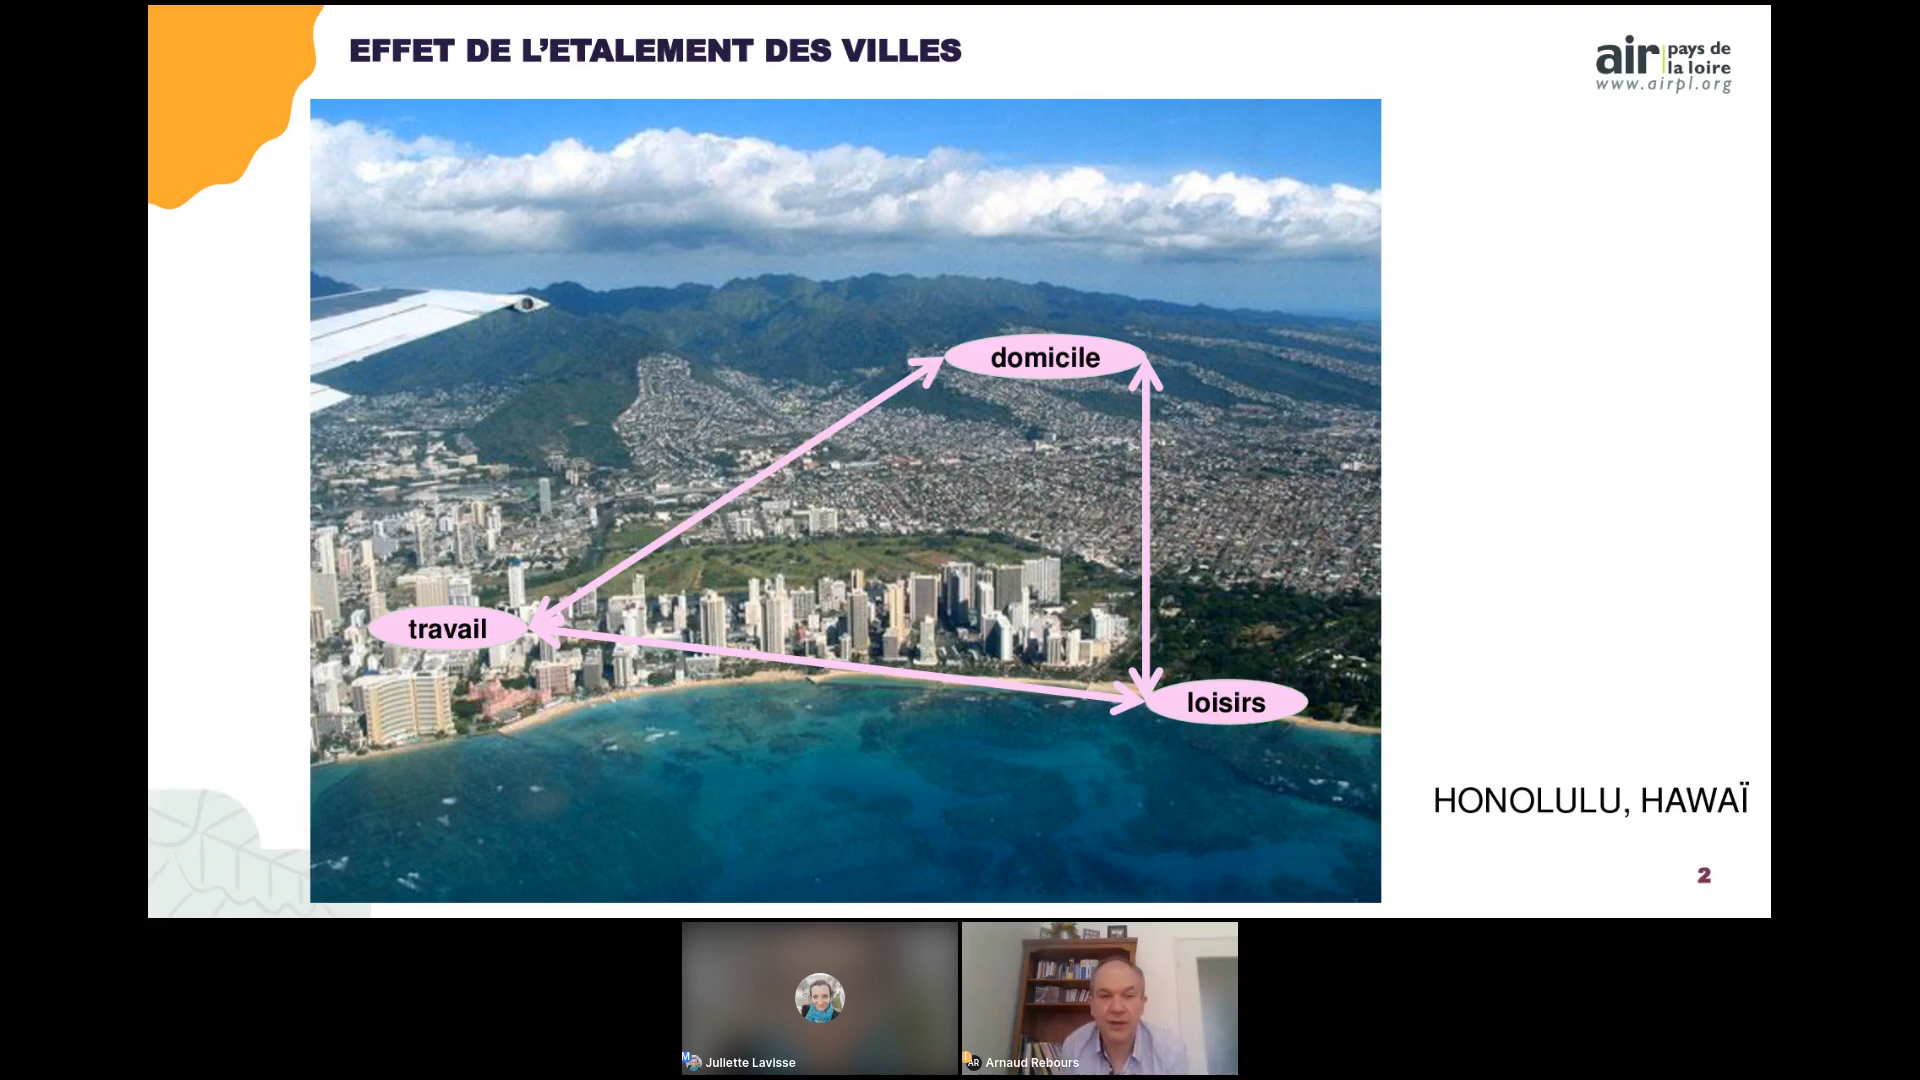 EFFET DE L’ETALEMENT DES VILLES
air pays de
la loire
www.airpl.org
domicile
travail
loisirs
HONOLULU, HAWAÏ
2
M
Juliette Lavisse
AR
Arnaud Rebours